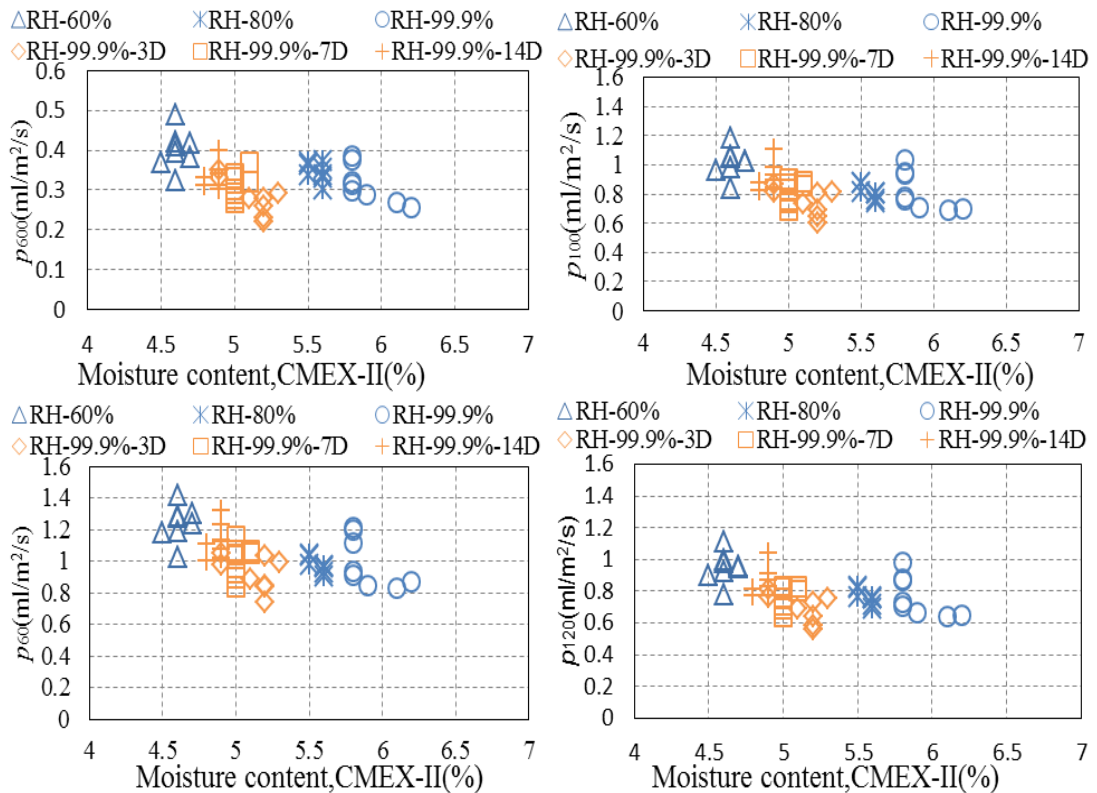 RH-60% RH-80% RH-99.9%
RH-99.9%-3D RH-99.9%-7D RH-99.9%-14D
0.6
0.5
0.4
0.3
0.2
0.1
0
p600(ml/m²/s)
4 4.5 5 5.5 6 6.5 7
Moisture content,CMEX-II(%)
RH-60% RH-80% RH-99.9%
RH-99.9%-3D RH-99.9%-7D RH-99.9%-14D
1.6
1.4
1.2
1
0.8
0.6
0.4
0.2
0
p100(ml/m²/s)
4 4.5 5 5.5 6 6.5 7
Moisture content,CMEX-II(%)
RH-60% RH-80% RH-99.9%
RH-99.9%-3D RH-99.9%-7D RH-99.9%-14D
1.6
1.4
1.2
1
0.8
0.6
0.4
0.2
0
p60(ml/m²/s)
4 4.5 5 5.5 6 6.5 7
Moisture content,CMEX-II(%)
RH-60% RH-80% RH-99.9%
RH-99.9%-3D RH-99.9%-7D RH-99.9%-14D
1.6
1.4
1.2
1
0.8
0.6
0.4
0.2
0
p120(ml/m²/s)
4 4.5 5 5.5 6 6.5 7
Moisture content,CMEX-II(%)